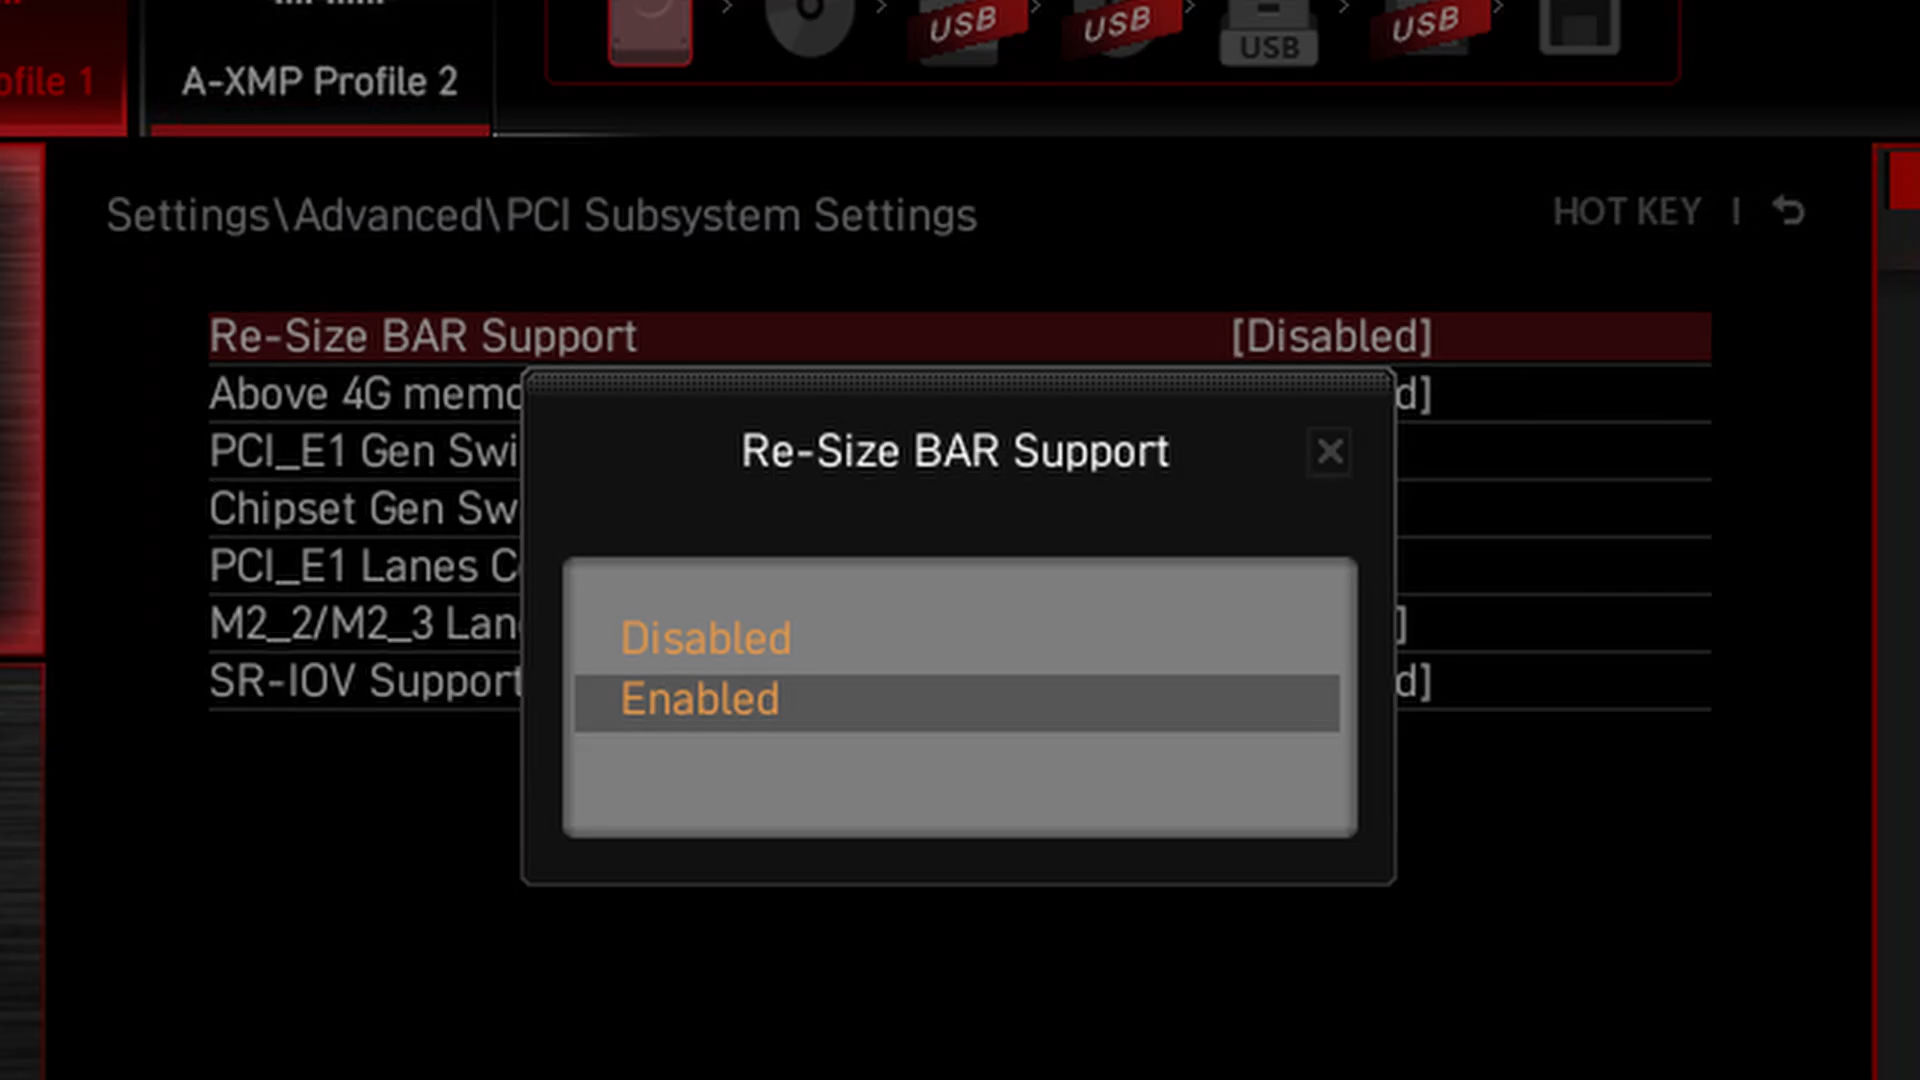 ofile 1
A-XMP Profile 2
USB
USB
USB
USB
Settings\Advanced\PCI Subsystem Settings
HOT KEY |
Re-Size BAR Support [Disabled]
Above 4G memo d]
PCI_E1 Gen Swi
Chipset Gen Sw
PCI_E1 Lanes C
M2_2/M2_3 Lan ]
SR-IOV Support d]
Re-Size BAR Support
Disabled
Enabled